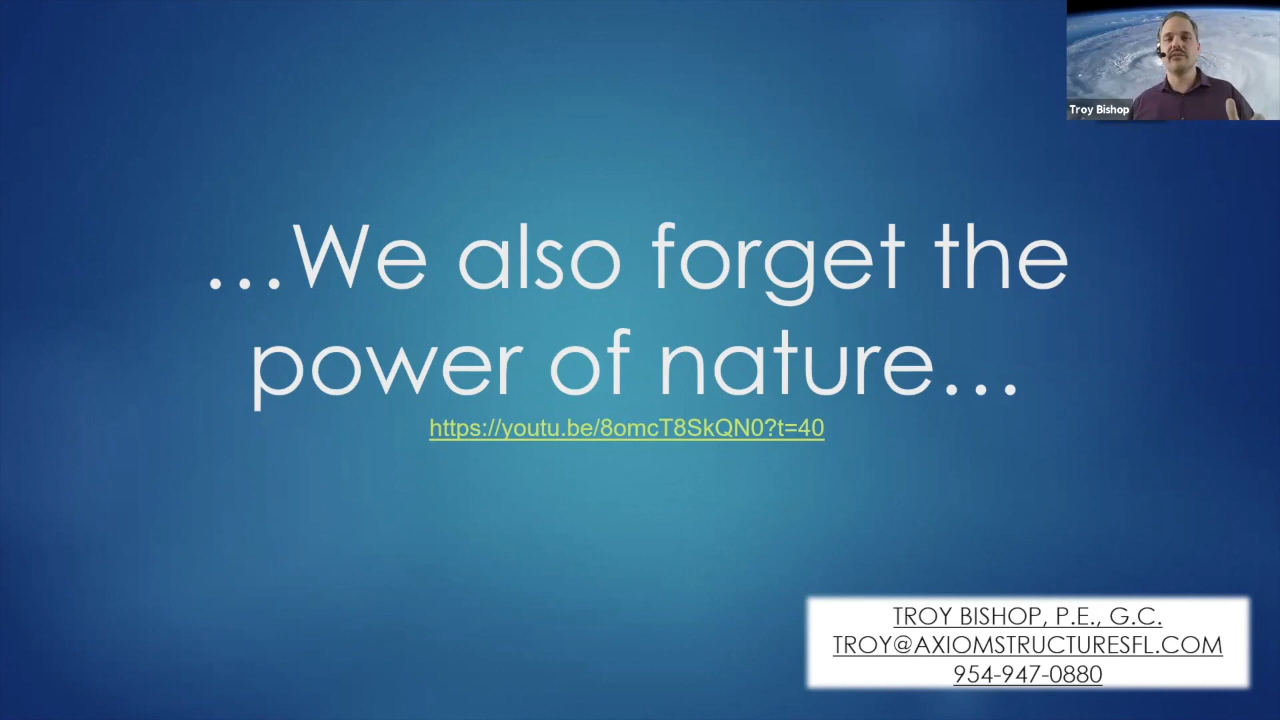 Troy Bishop
...We also forget the
power of nature...
https://youtu.be/8omcT8SkQN0?t=40
TROY BISHOP, P.E., G.C.
TROY@AXIOMSTRUCTURESFL.COM
954-947-0880